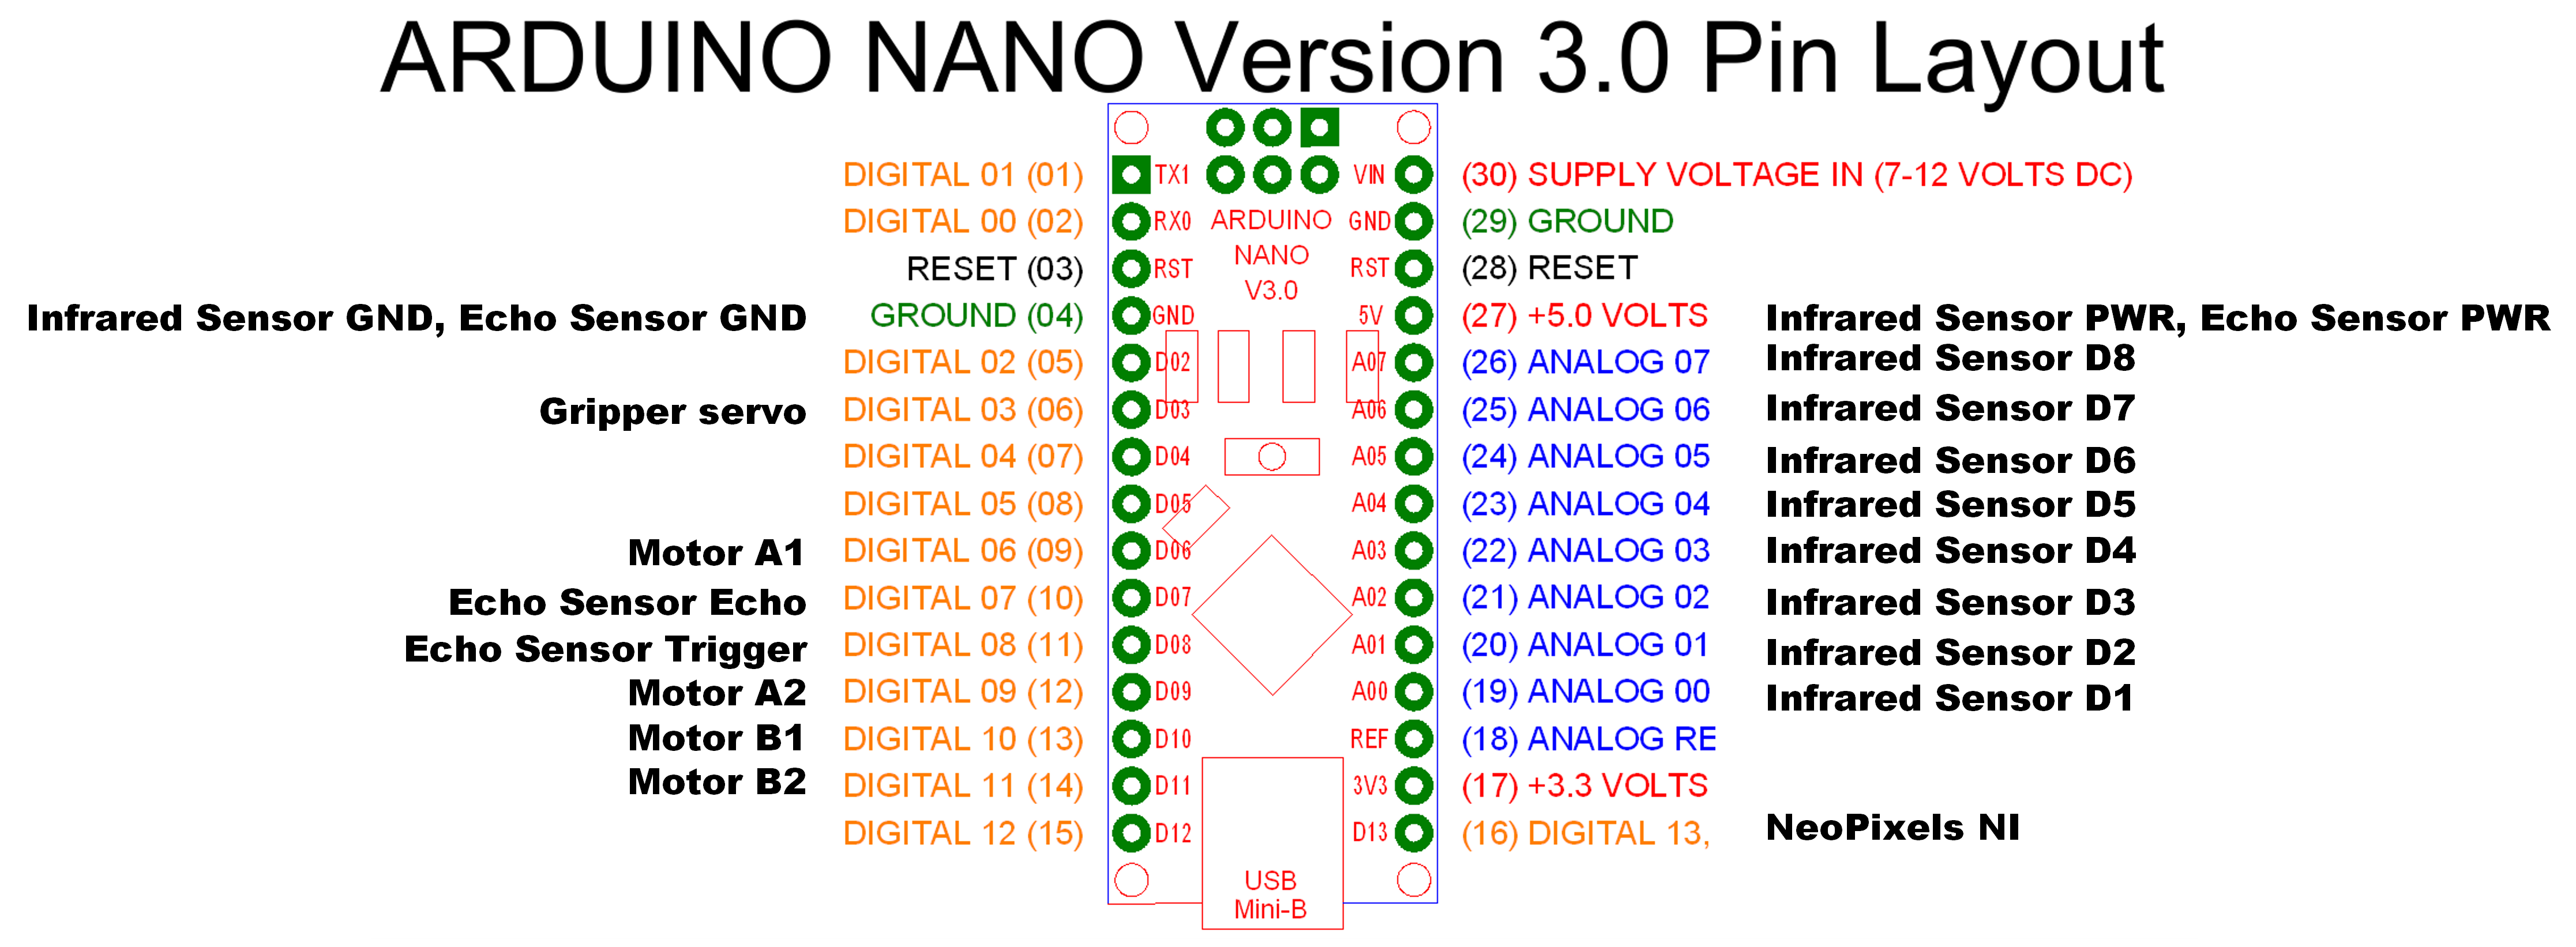 ARDUINO NANO Version 3.0 Pin Layout
DIGITAL 01 (01) TX1 VIN (30) SUPPLY VOLTAGE IN (7-12 VOLTS DC)
DIGITAL 00 (02) RX0 ARDUINO GND (29) GROUND
NANO
RESET (03) RST RST (28) RESET
V3.0
Infrared Sensor GND, Echo Sensor GND GROUND (04) GND 5V (27) +5.0 VOLTS Infrared Sensor PWR, Echo Sensor PWR
DIGITAL 02 (05) D02 A07 (26) ANALOG 07 Infrared Sensor D8
Gripper servo DIGITAL 03 (06) D03 A06 (25) ANALOG 06 Infrared Sensor D7
DIGITAL 04 (07) D04 A05 (24) ANALOG 05 Infrared Sensor D6
DIGITAL 05 (08) D05 A04 (23) ANALOG 04 Infrared Sensor D5
Motor A1 DIGITAL 06 (09) D06 A03 (22) ANALOG 03 Infrared Sensor D4
Echo Sensor Echo DIGITAL 07 (10) D07 A02 (21) ANALOG 02 Infrared Sensor D3
Echo Sensor Trigger DIGITAL 08 (11) D08 A01 (20) ANALOG 01 Infrared Sensor D2
Motor A2 DIGITAL 09 (12) D09 A00 (19) ANALOG 00 Infrared Sensor D1
Motor B1 DIGITAL 10 (13) D10 REF (18) ANALOG RE
Motor B2 DIGITAL 11 (14) D11 3V3 (17) +3.3 VOLTS
DIGITAL 12 (15) D12 D13 (16) DIGITAL 13, NeoPixels NI
USB
Mini-B